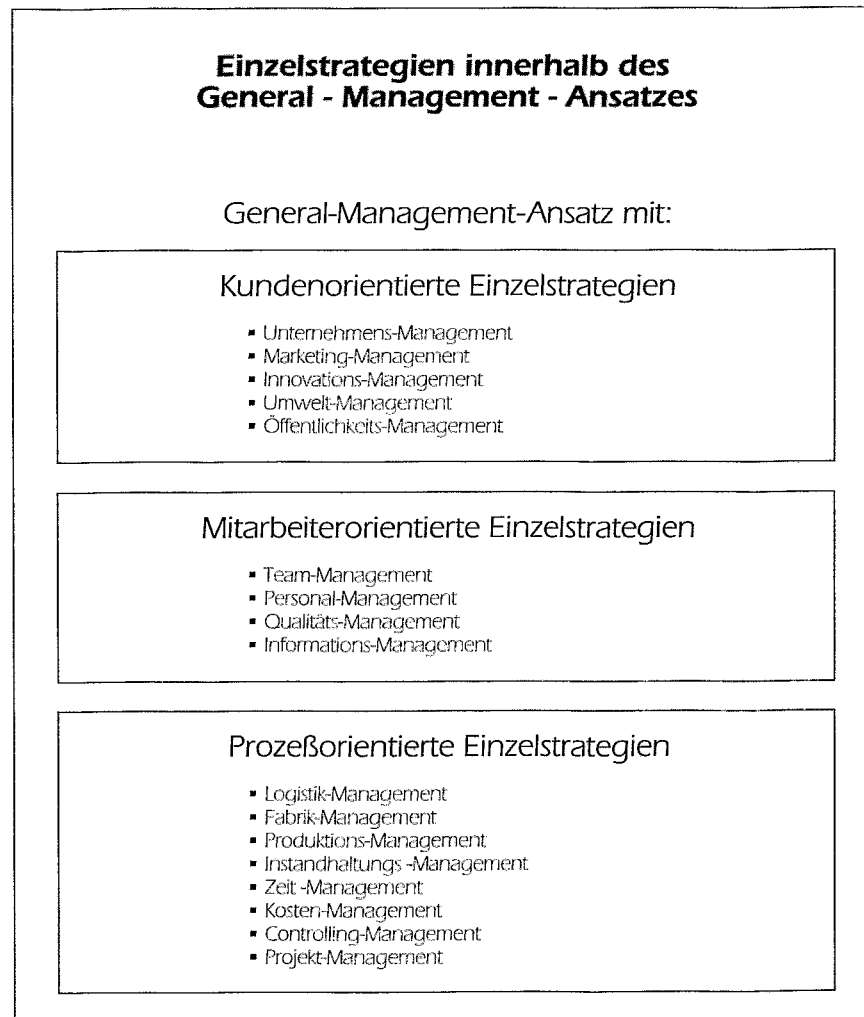 Einzelstrategien innerhalb des
General - Management - Ansatzes
General-Management-Ansatz mit:
Kundenorientierte Einzelstrategien
▪ Unternehmens-Management
▪ Marketing-Management
▪ Innovations-Management
▪ Umwelt-Management
▪ Öffentlichkeits-Management
Mitarbeiterorientierte Einzelstrategien
▪ Team-Management
▪ Personal-Management
▪ Qualitäts-Management
▪ Informations-Management
Prozeßorientierte Einzelstrategien
▪ Logistik-Management
▪ Fabrik-Management
▪ Produktions-Management
▪ Instandhaltungs -Management
▪ Zeit -Management
▪ Kosten-Management
▪ Controlling-Management
▪ Projekt-Management